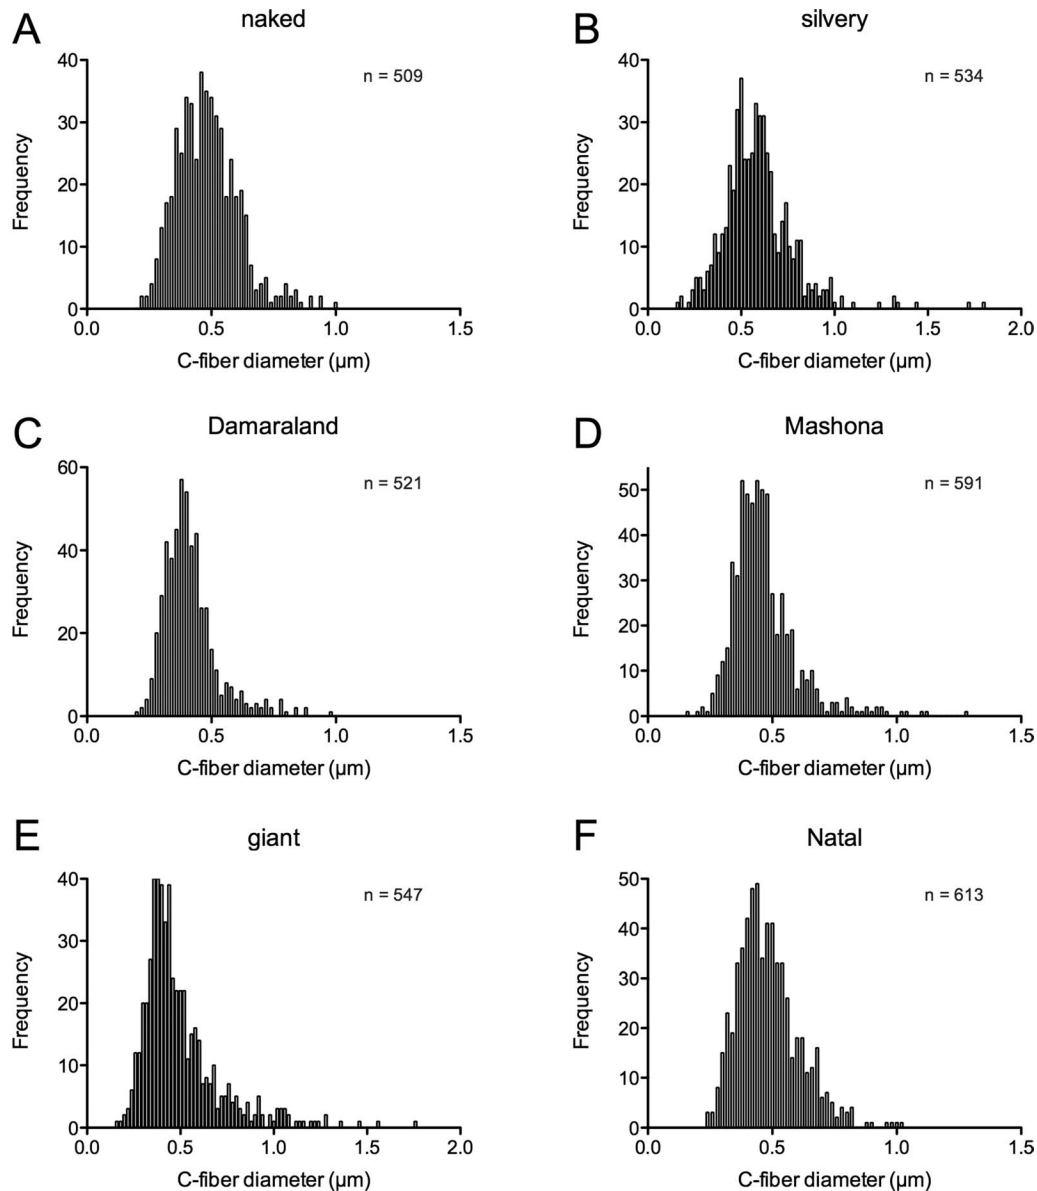 A naked
n = 509
Frequency
40
30
20
10
0
0.0 0.5 1.0 1.5
C-fiber diameter (µm)
B silvery
n = 534
Frequency
40
30
20
10
0
0.0 0.5 1.0 1.5 2.0
C-fiber diameter (µm)
C Damaraland
n = 521
Frequency
60
40
20
0
0.0 0.5 1.0 1.5
C-fiber diameter (µm)
D Mashona
n = 591
Frequency
50
40
30
20
10
0
0.0 0.5 1.0 1.5
C-fiber diameter (µm)
E giant
n = 547
Frequency
40
30
20
10
0
0.0 0.5 1.0 1.5 2.0
C-fiber diameter (µm)
F Natal
n = 613
Frequency
50
40
30
20
10
0
0.0 0.5 1.0 1.5
C-fiber diameter (µm)